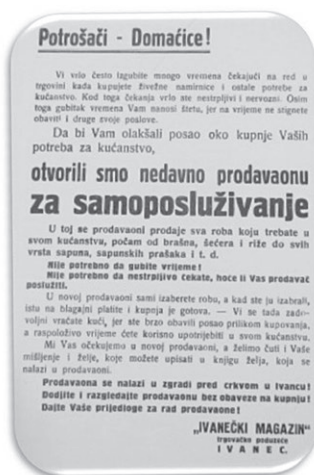 Potrošači - Domaćice!
Vi vrlo često izgubite mnogo vremena čekajući na red u
trgovini kada kupujete živežne namirnice i ostale potrebe za
kućanstvo. Kod toga čekanja vrlo ste nestrpljivi i nervozni. Osim
toga gubitak vremena Vam nanosi štetu, jer na vrijeme ne stignete
obaviti i druge svoje poslove.
Da bi Vam olakšali posao oko kupnje Vaših
potreba za kućanstvo,
otvorili smo nedavno prodavaonu
za samoposluživanje
U toj se prodavaoni prodaje sva roba koju trebate u
svom kućanstvu, počam od brašna, šećera i riže do svih
vrsta sapuna, sapunskih prašaka i t. d.
Nije potrebno da gubite vrijeme!
Nije potrebno da nestrpljivo čekate, hoće li Vas prodavač
poslužiti.
U novoj prodavaoni sami izaberete robu, a kad ste ju izabrali,
istu na blagajni platite i kupnja je gotova. — Vi se tada zado-
voljni vraćate kući, jer ste brzo obavili posao prilikom kupovanja,
a raspoloživo vrijeme ćete korisno upotrijebiti u svom kućanstvu.
Mi Vas očekujemo u novoj prodavaoni, a želimo čuti i Vaše
mišljenje i želje, koje možete upisati u knjigu želja, koja se
nalazi u prodavaoni.
Prodavaona se nalazi u zgradi pred crkvom u Ivancu!
Dodjite i razgledajte prodavaonu bez obaveze na kupnju!
Dajte Vaše prijedloge za rad prodavaone!
„IVANEČKI MAGAZIN“
trgovačko poduzeće
IVANEC.